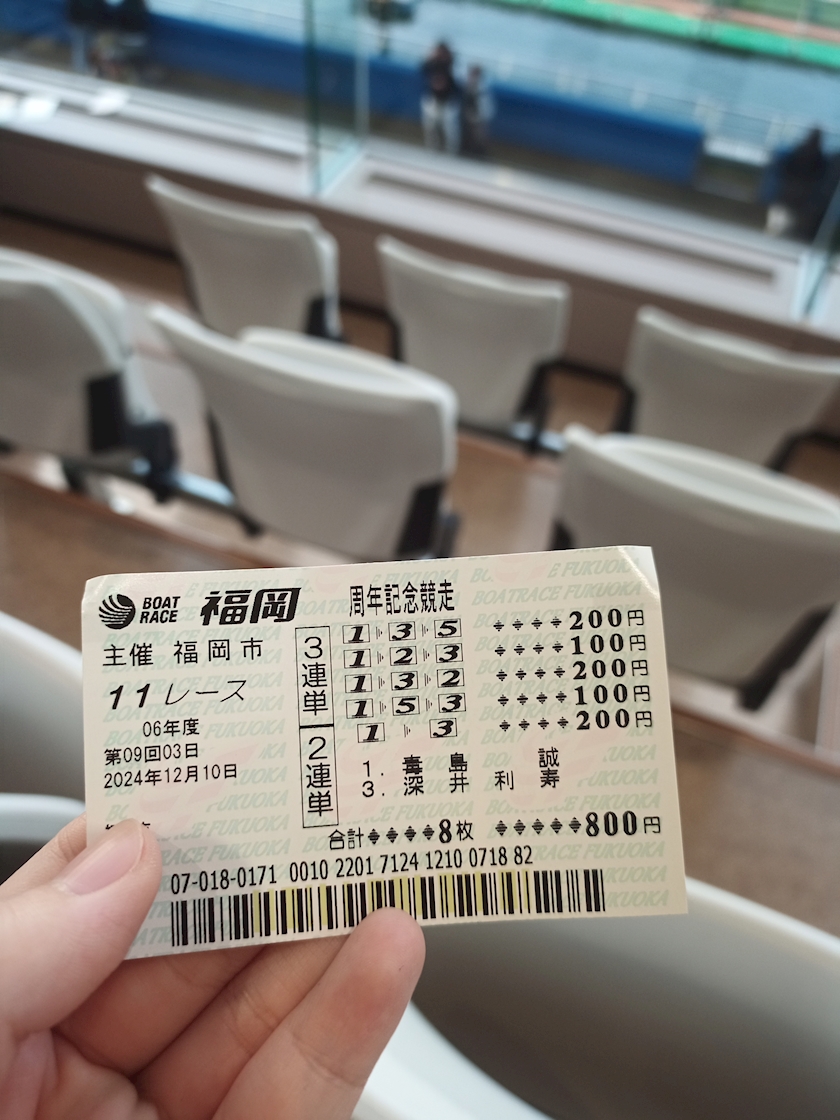 BOAT RACE 福岡 周年記念競走
主催 福岡市
11レース
06年度
第09回03日
2024年12月10日
3連単
1 3 5 200円
1 2 3 100円
1 3 2 200円
1 5 3 100円
2連単
1 3 200円
1. 毒島 誠
3. 深井利寿
合計 8枚 800円
07-018-0171 0010 2201 7124 1210 0718 82
BOATRACE FUKUOKA